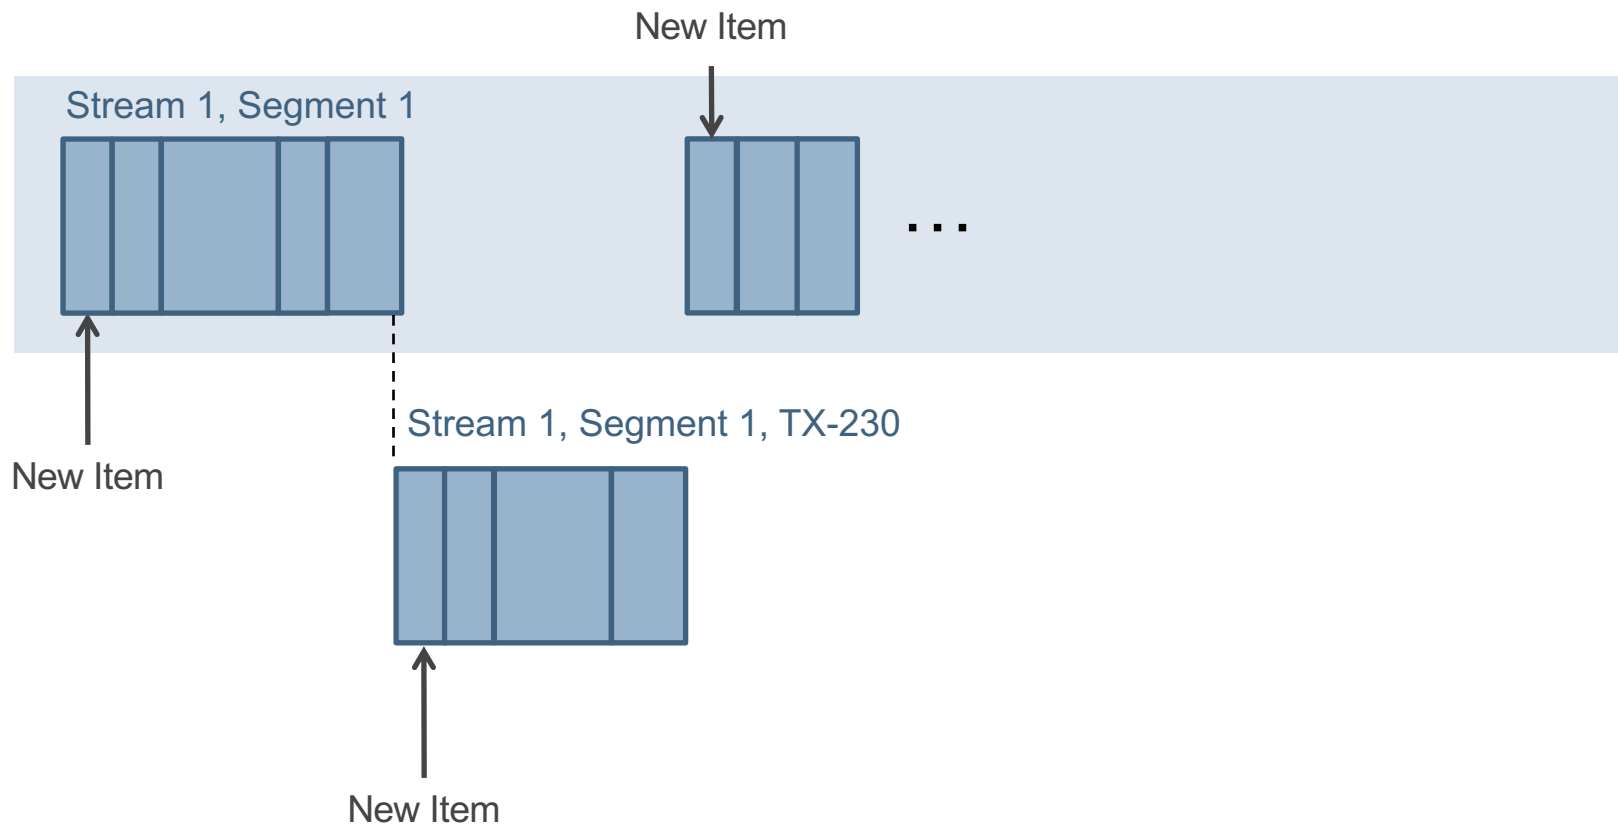 New Item
Stream 1, Segment 1
...
Stream 1, Segment 1, TX-230
New Item
New Item